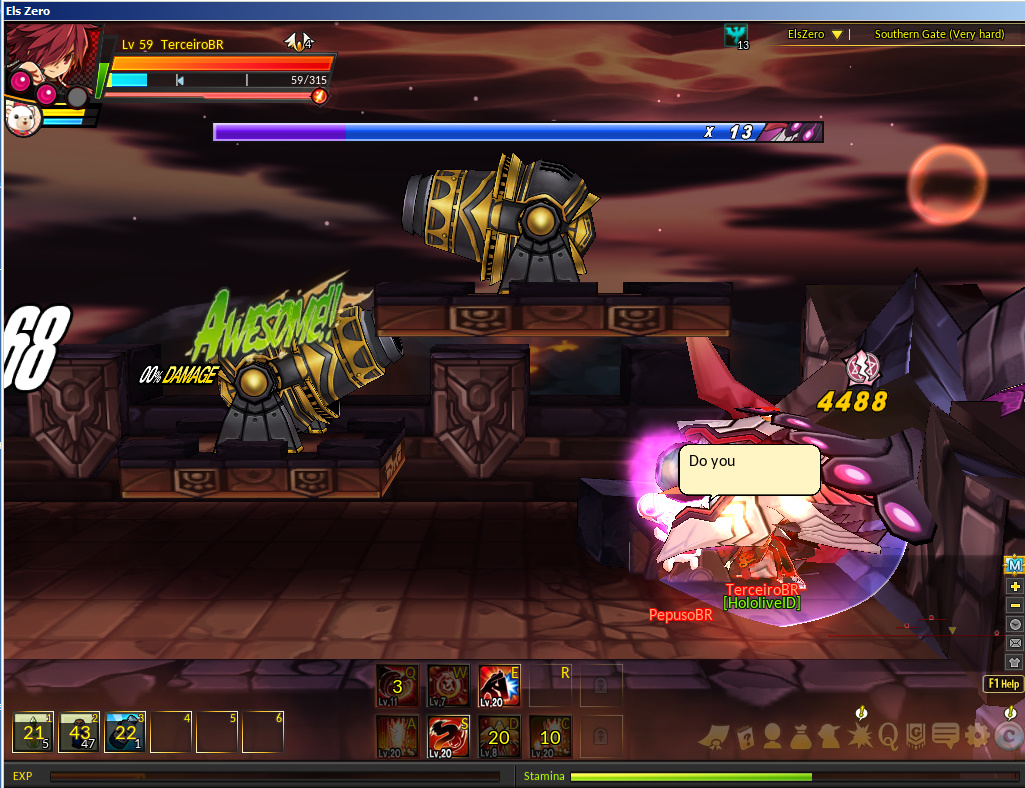 Els Zero
Lv 59 TerceiroBR
4
13
ElsZero
Southern Gate (Very hard)
59/315
X 13
68
AWESOME!!
00% DAMAGE
4488
Do you
TerceiroBR
[HololiveID]
PepusoBR
M
F1 Help
Q
3
Lv.11
W
Lv.7
E
Lv.20
R
A
Lv.20
S
Lv.20
D
20
Lv.8
C
10
Lv.20
1
21
5
2
43
47
3
22
1
4
5
6
EXP
Stamina